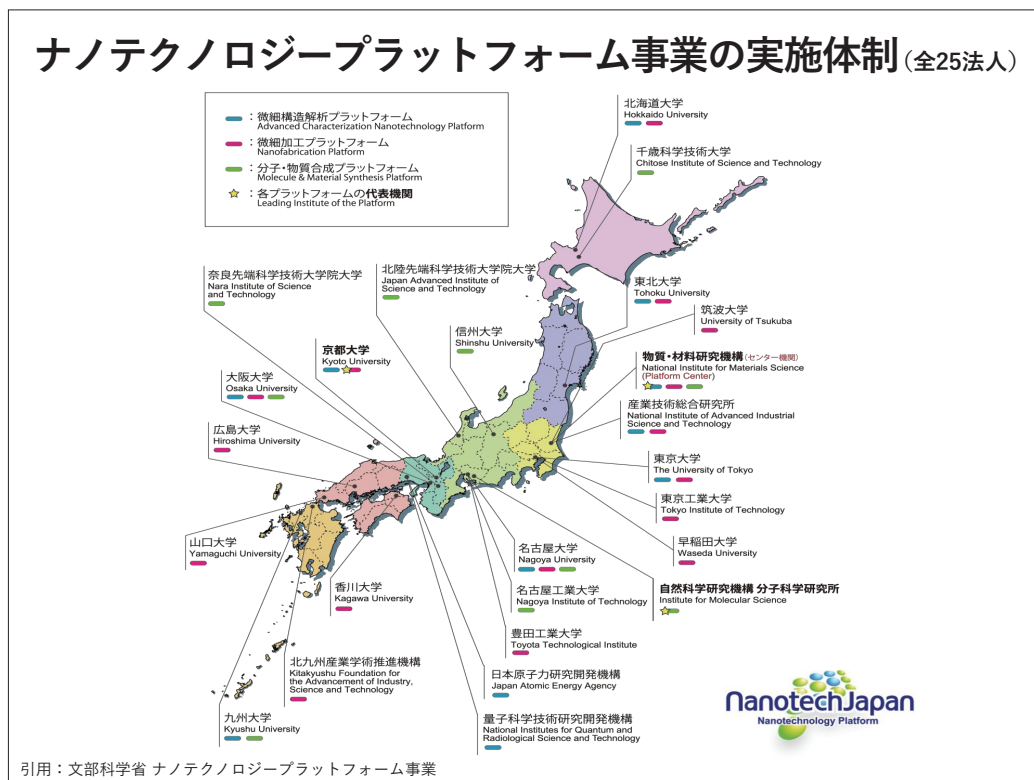 ナノテクノロジープラットフォーム事業の実施体制(全25法人)
：微細構造解析プラットフォーム
Advanced Characterization Nanotechnology Platform
：微細加工プラットフォーム
Nanofabrication Platform
：分子・物質合成プラットフォーム
Molecule & Material Synthesis Platform
：各プラットフォームの代表機関
Leading Institute of the Platform
北海道大学
Hokkaido University
千歳科学技術大学
Chitose Institute of Science and Technology
奈良先端科学技術大学院大学
Nara Institute of Science
and Technology
北陸先端科学技術大学院大学
Japan Advanced Institute of
Science and Technology
東北大学
Tohoku University
筑波大学
University of Tsukuba
信州大学
Shinshu University
京都大学
Kyoto University
物質・材料研究機構(センター機関)
National Institute for Materials Science
(Platform Center)
大阪大学
Osaka University
産業技術総合研究所
National Institute of Advanced Industrial
Science and Technology
広島大学
Hiroshima University
東京大学
The University of Tokyo
東京工業大学
Tokyo Institute of Technology
山口大学
Yamaguchi University
名古屋大学
Nagoya University
早稲田大学
Waseda University
香川大学
Kagawa University
名古屋工業大学
Nagoya Institute of Technology
自然科学研究機構 分子科学研究所
Institute for Molecular Science
豊田工業大学
Toyota Technological Institute
北九州産業学術推進機構
Kitakyushu Foundation for
the Advancement of Industry,
Science and Technology
日本原子力研究開発機構
Japan Atomic Energy Agency
九州大学
Kyushu University
量子科学技術研究開発機構
National Institutes for Quantum and
Radiological Science and Technology
NanotechJapan
Nanotechnology Platform
引用：文部科学省 ナノテクノロジープラットフォーム事業